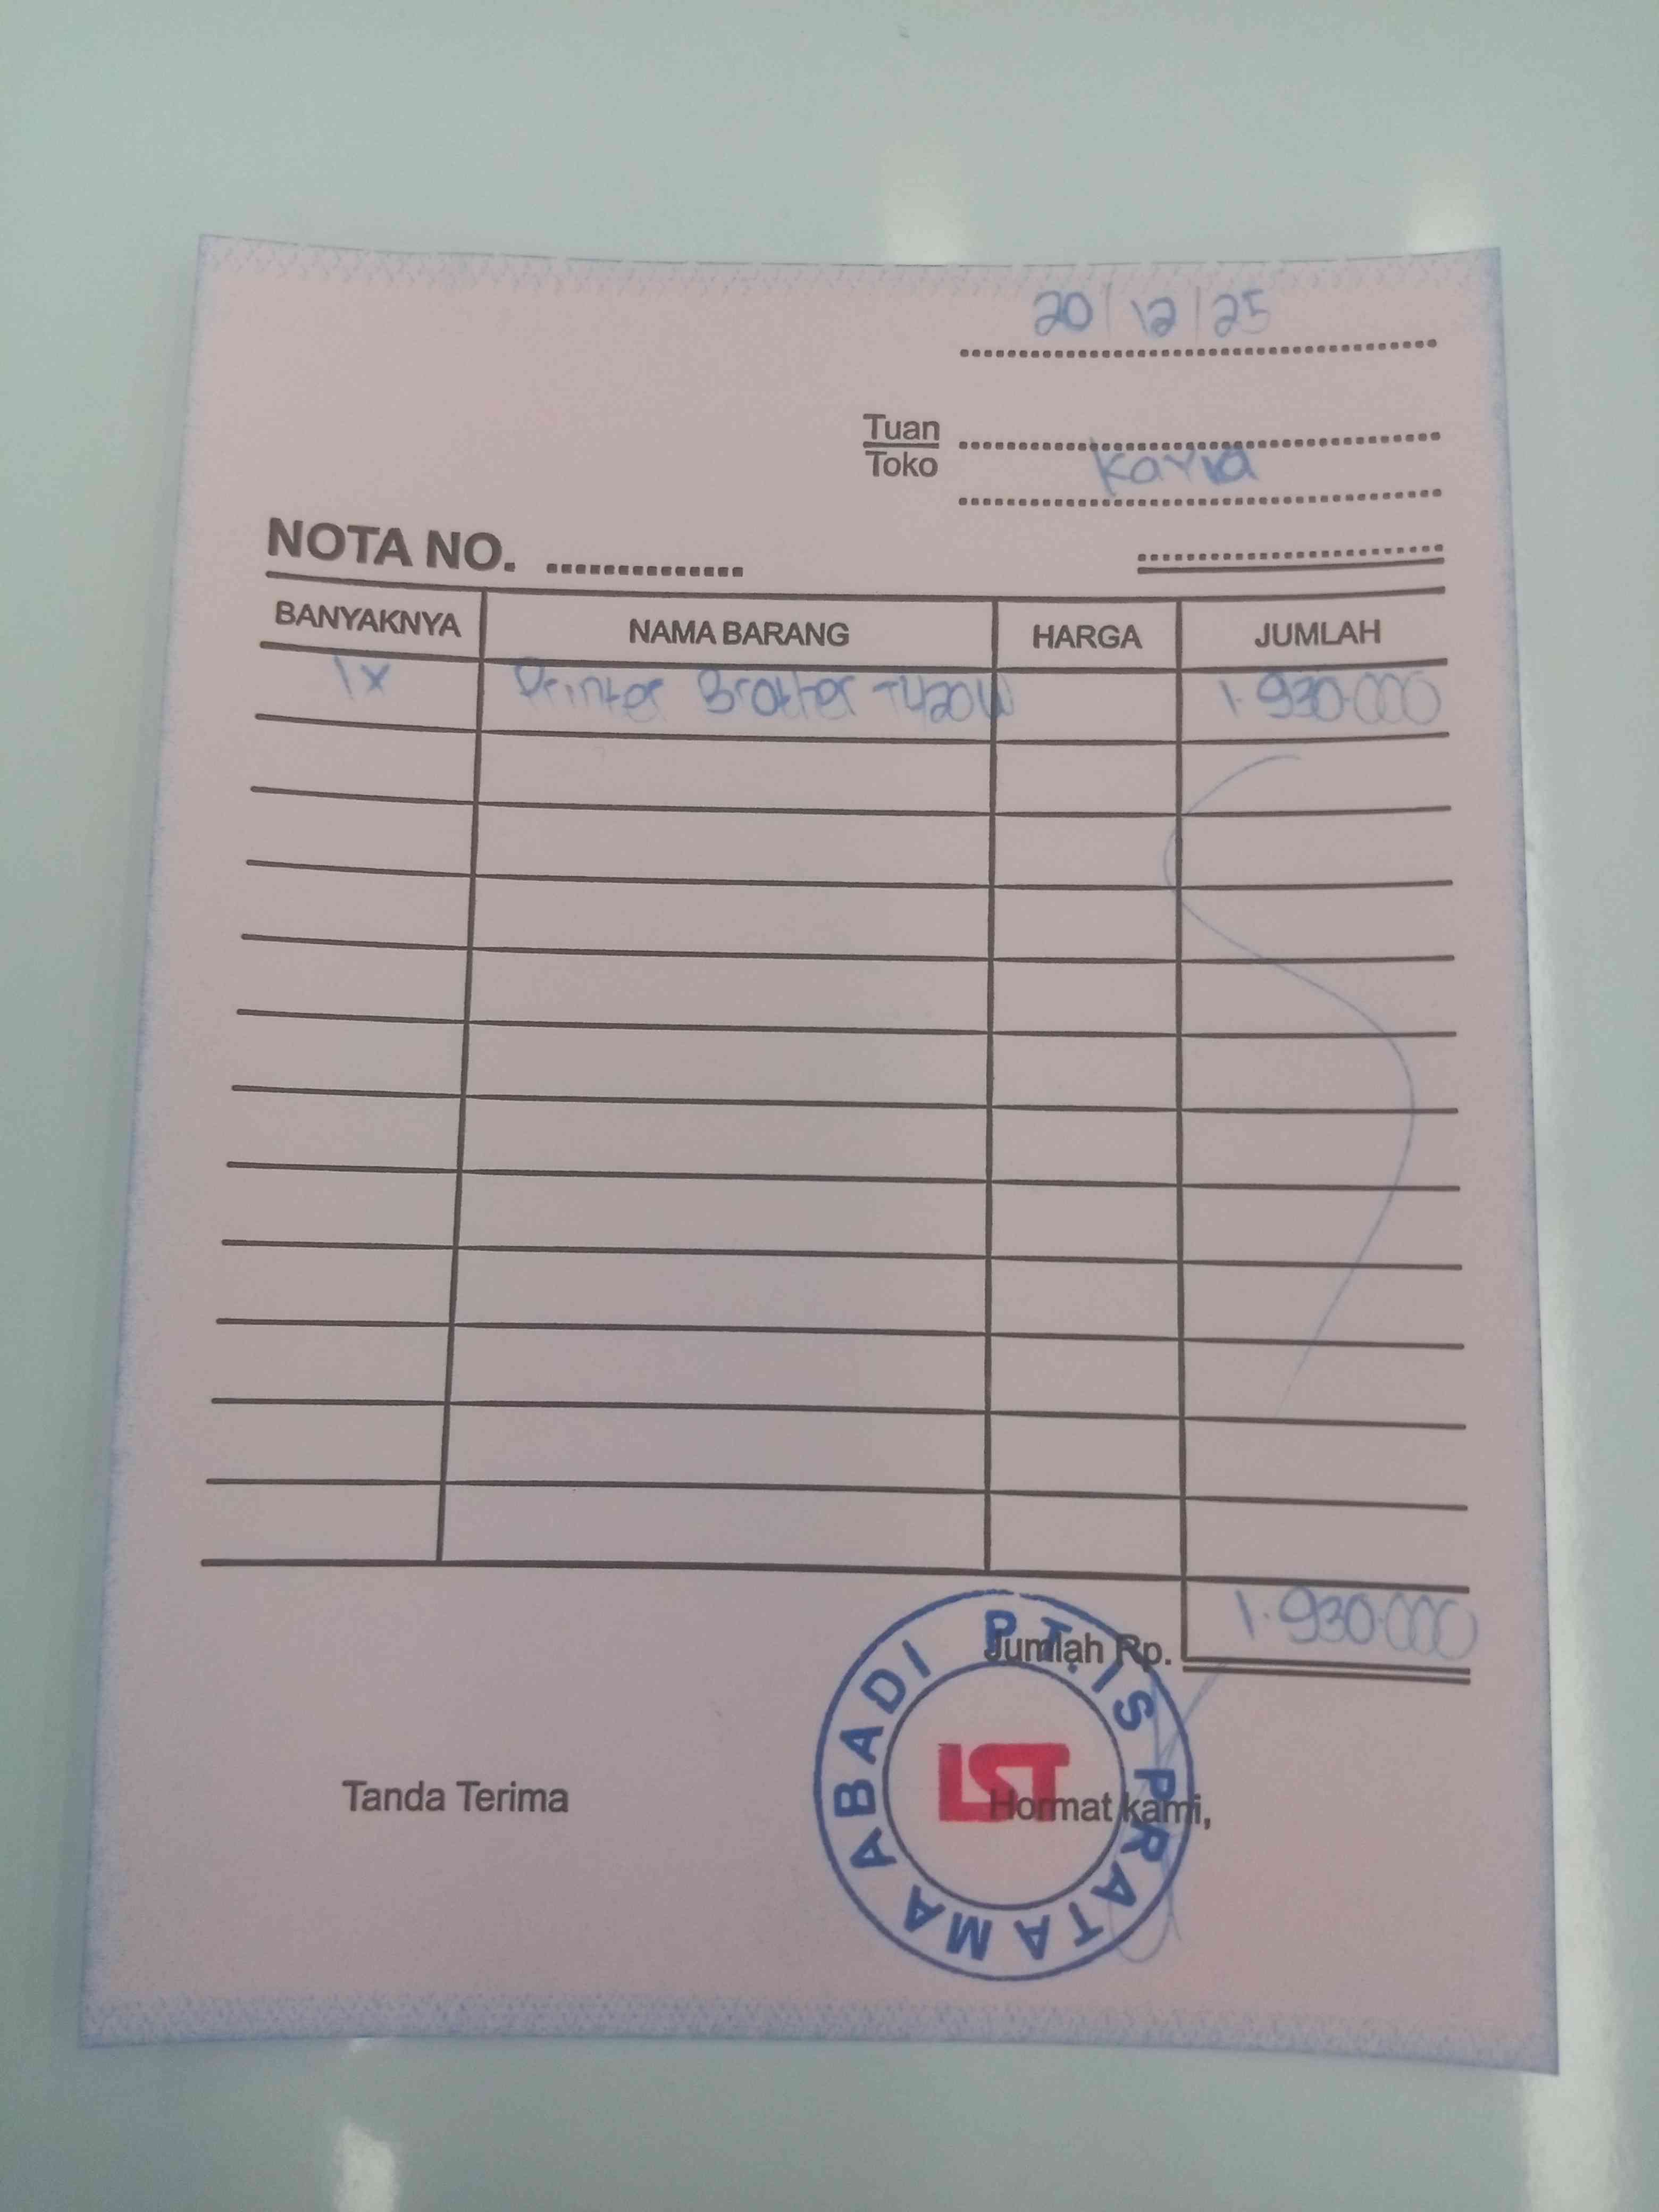 20/12/25
Tuan
Toko
Karya
NOTA NO.
BANYAKNYA NAMA BARANG HARGA JUMLAH
1x Printer Brother T420W 1.930.000
Jumlah Rp. 1.930.000
Tanda Terima Hormat kami,
P.T. IS PRATAMA ABADI
IST